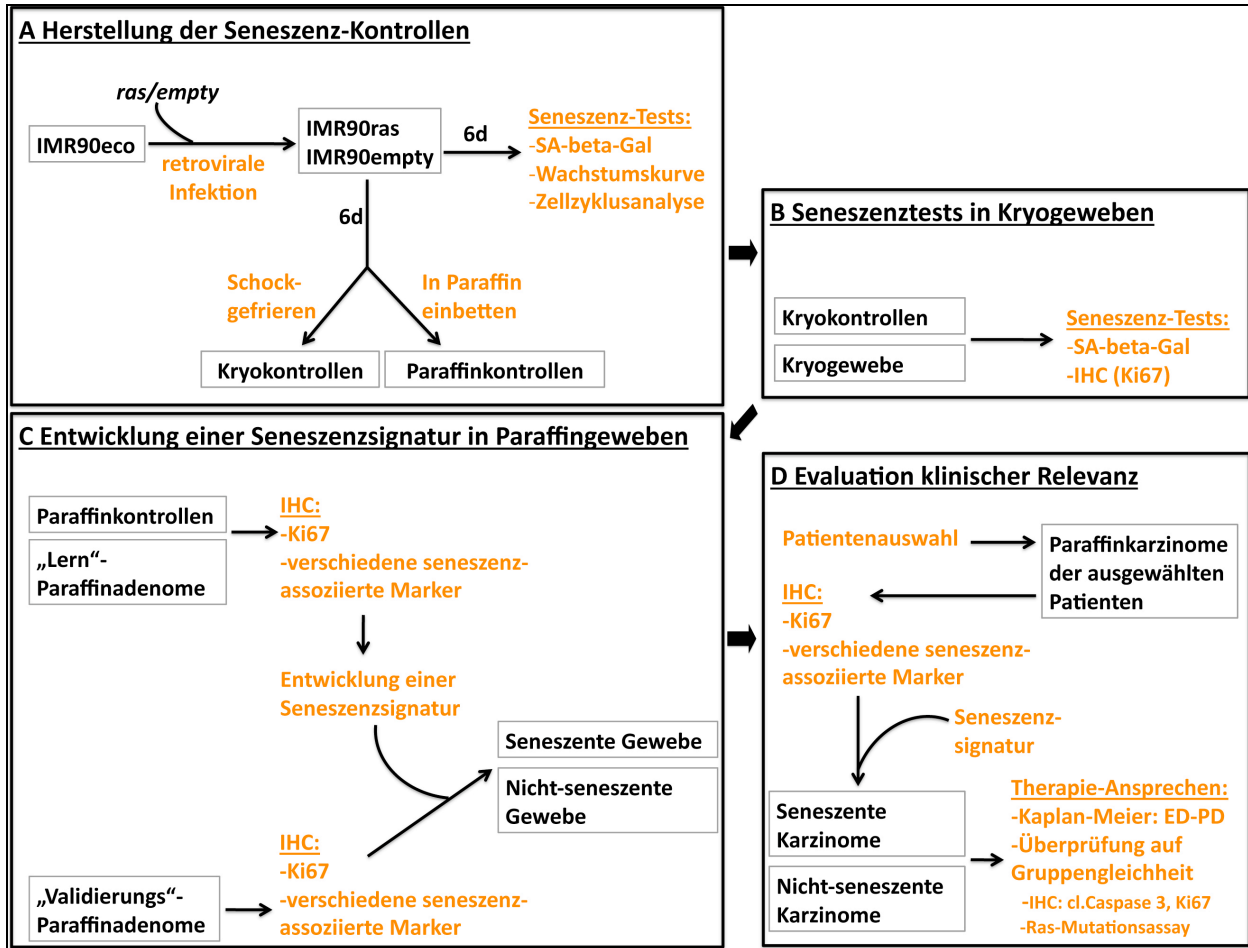 A Herstellung der Seneszenz-Kontrollen
ras/empty
IMR90eco
retrovirale
Infektion
IMR90ras
IMR90empty
6d
Seneszenz-Tests:
-SA-beta-Gal
-Wachstumskurve
-Zellzyklusanalyse
6d
Schock-
gefrieren
In Paraffin
einbetten
Kryokontrollen
Paraffinkontrollen
B Seneszenztests in Kryogeweben
Kryokontrollen
Kryogewebe
Seneszenz-Tests:
-SA-beta-Gal
-IHC (Ki67)
C Entwicklung einer Seneszenzsignatur in Paraffingeweben
Paraffinkontrollen
„Lern“-
Paraffinadenome
IHC:
-Ki67
-verschiedene seneszenz-
assoziierte Marker
Entwicklung einer
Seneszenzsignatur
Seneszente Gewebe
Nicht-seneszente
Gewebe
„Validierungs“-
Paraffinadenome
IHC:
-Ki67
-verschiedene seneszenz-
assoziierte Marker
D Evaluation klinischer Relevanz
Patientenauswahl
Paraffinkarzinome
der ausgewählten
Patienten
IHC:
-Ki67
-verschiedene seneszenz-
assoziierte Marker
Seneszenz-
signatur
Seneszente
Karzinome
Nicht-seneszente
Karzinome
Therapie-Ansprechen:
-Kaplan-Meier: ED-PD
-Überprüfung auf
Gruppengleichheit
-IHC: cl.Caspase 3, Ki67
-Ras-Mutationsassay